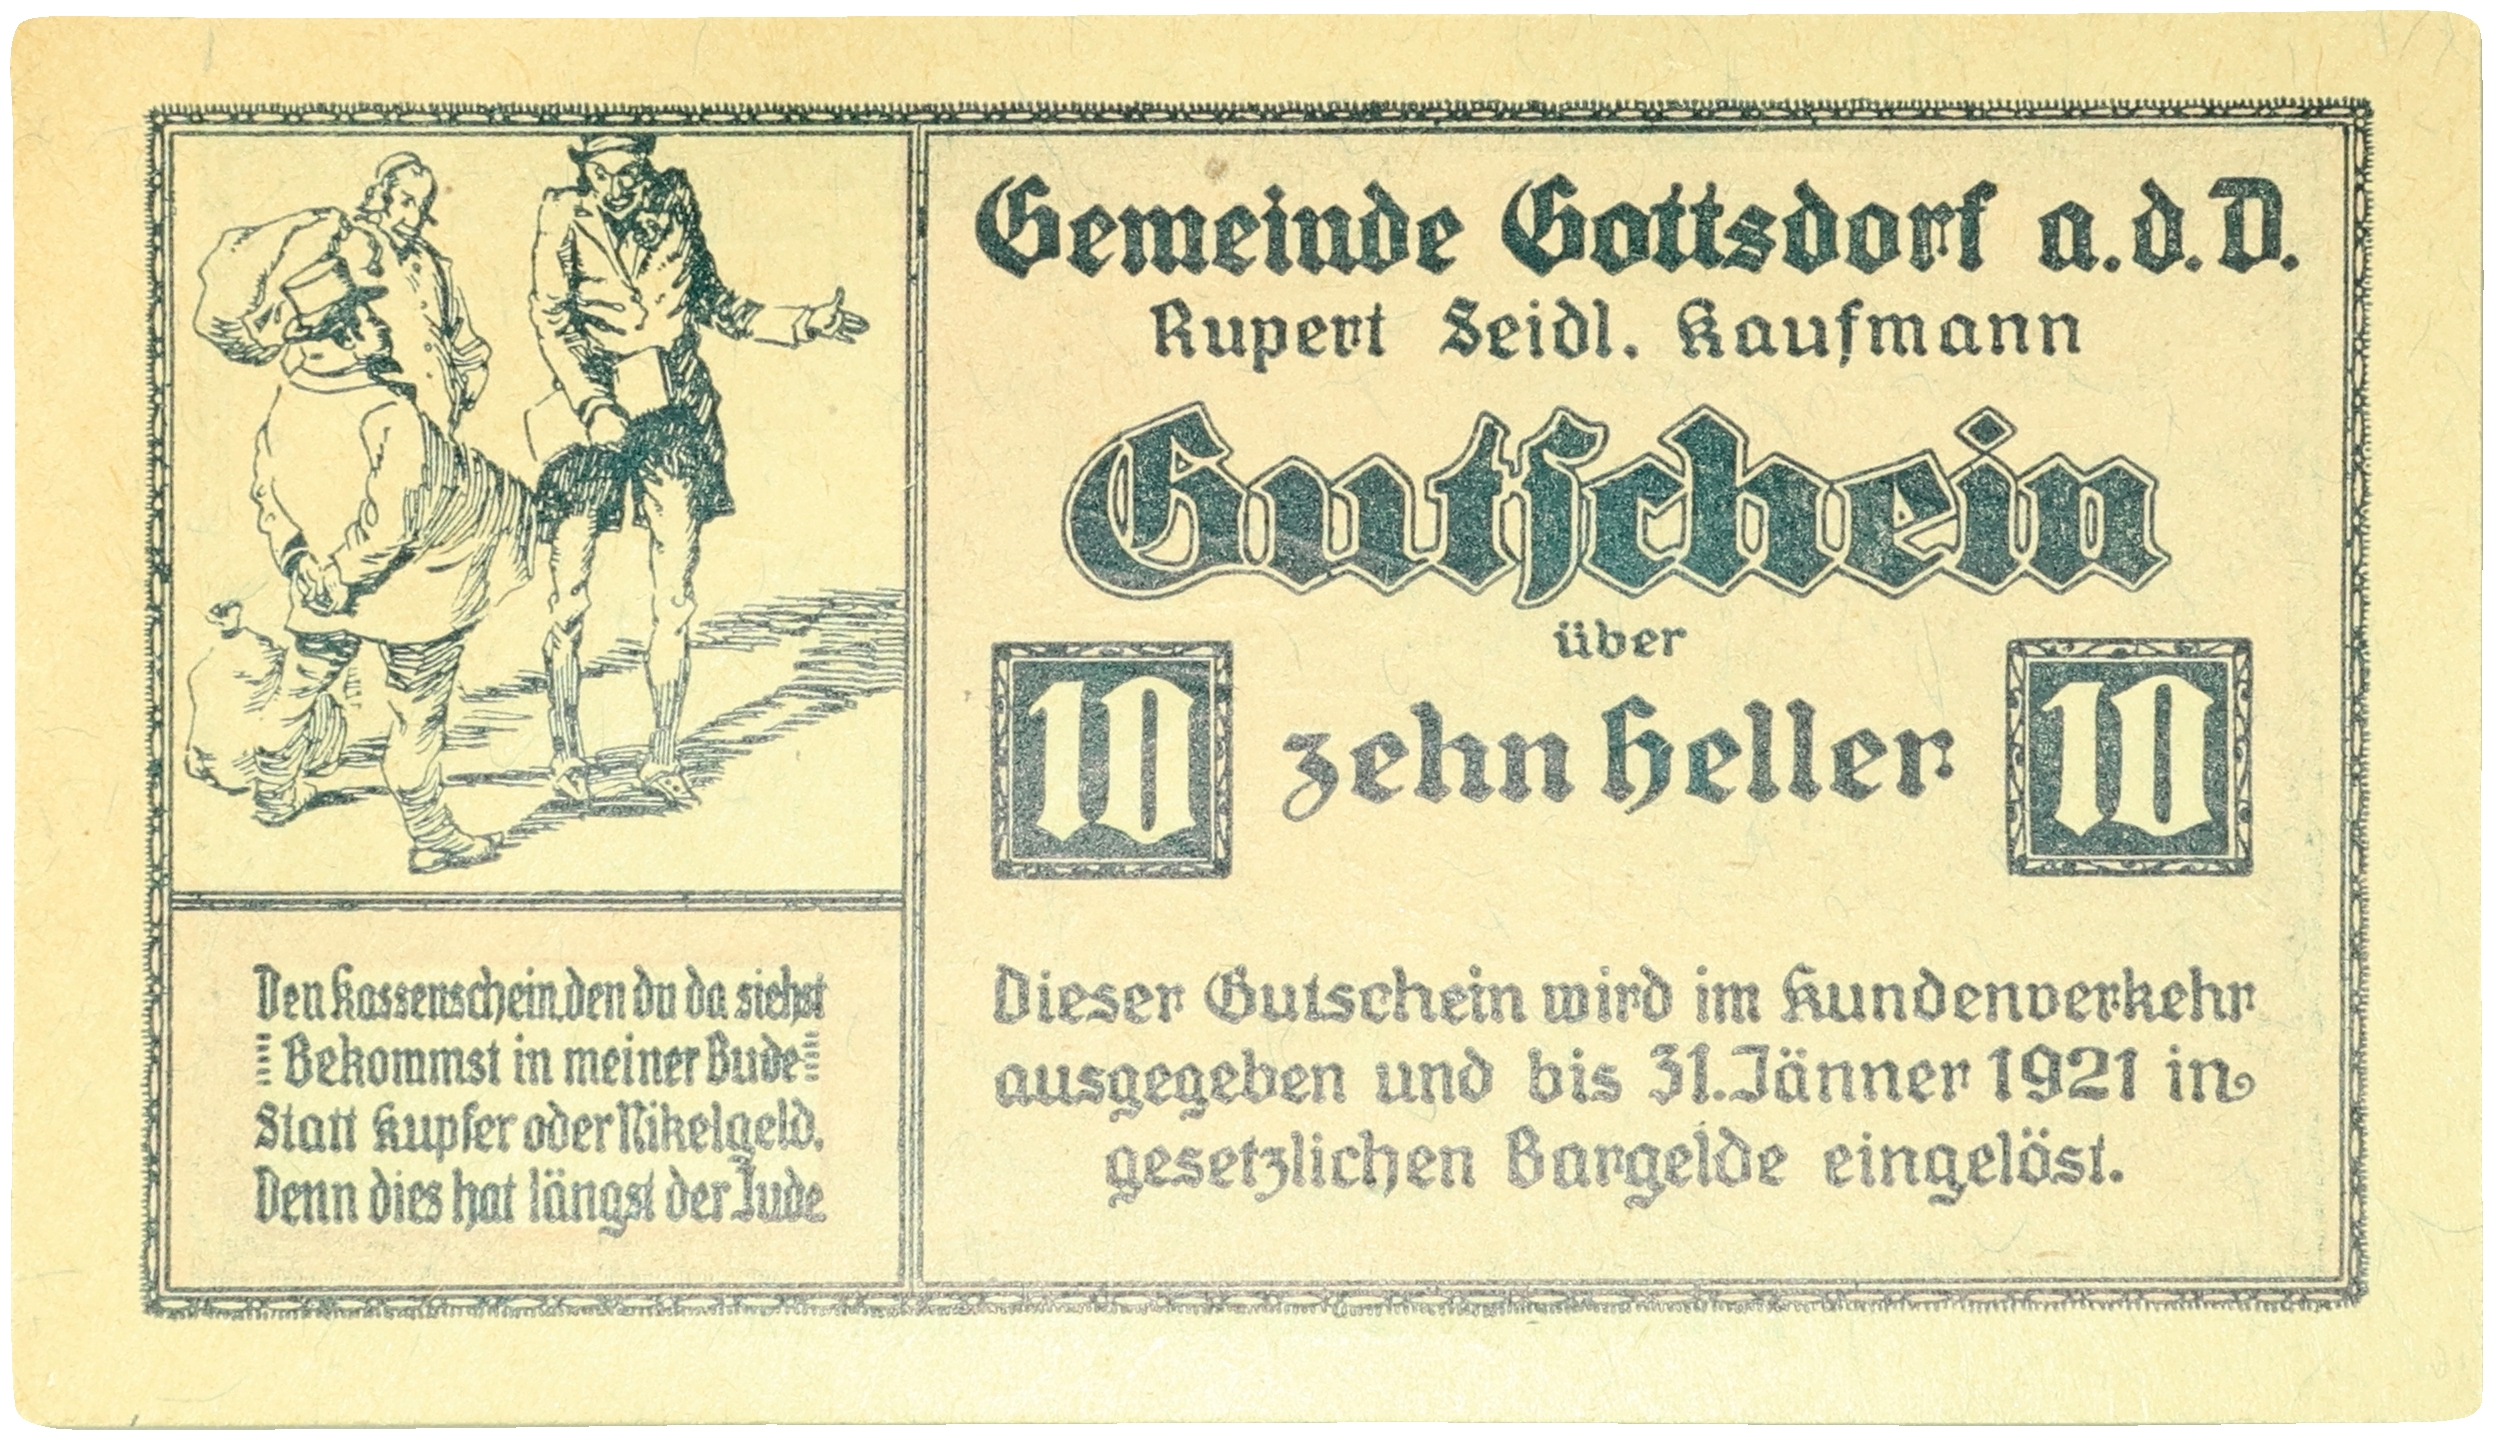 Gemeinde Gottsdorf a.d.D.
Rupert Seidl. Kaufmann
Gutschein
über
10 zehn Heller 10
Dieser Gutschein wird im Kundenverkehr
ausgegeben und bis 31. Jänner 1921 in
gesetzlichen Bargelde eingelöst.
Den Kassenschein, den du da siehst
Bekommst in meiner Bude
Statt Kupfer oder Nikelgeld,
Denn dies hat längst der Jude